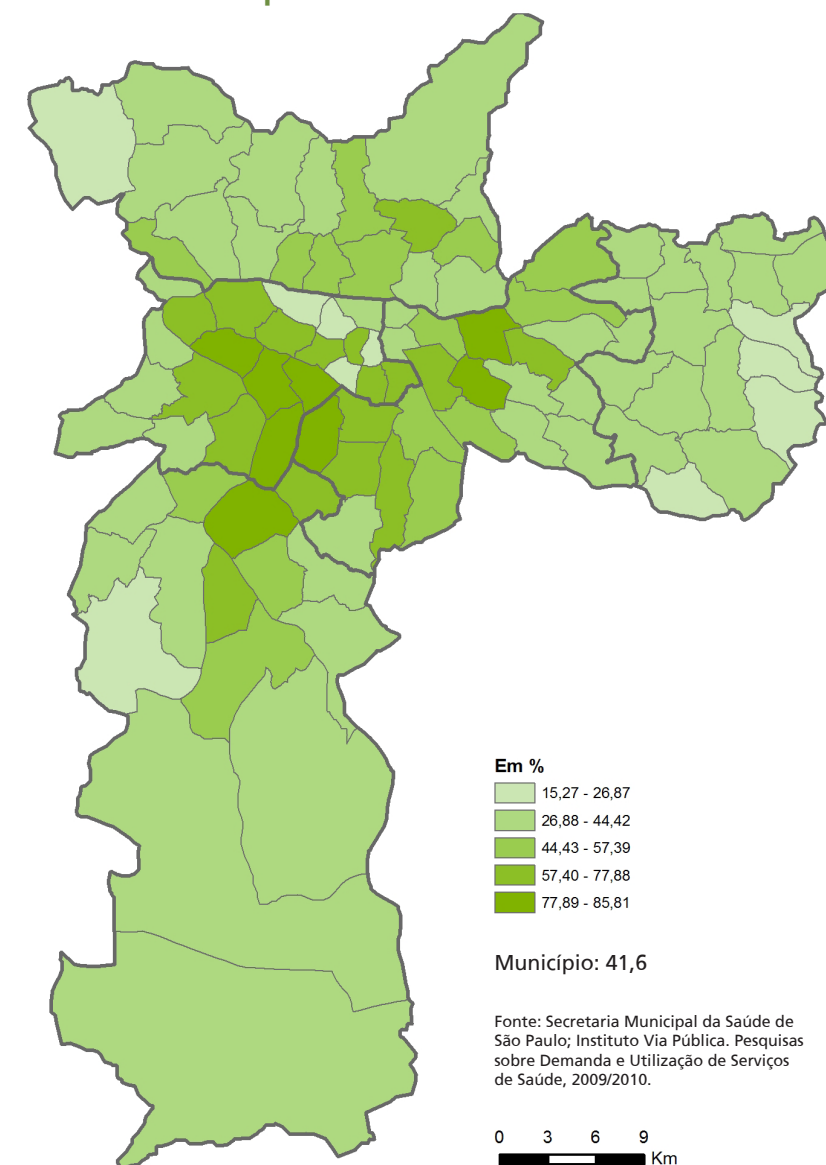 Em %
15,27 - 26,87
26,88 - 44,42
44,43 - 57,39
57,40 - 77,88
77,89 - 85,81
Município: 41,6
Fonte: Secretaria Municipal da Saúde de
São Paulo; Instituto Via Pública. Pesquisas
sobre Demanda e Utilização de Serviços
de Saúde, 2009/2010.
0 3 6 9
Km